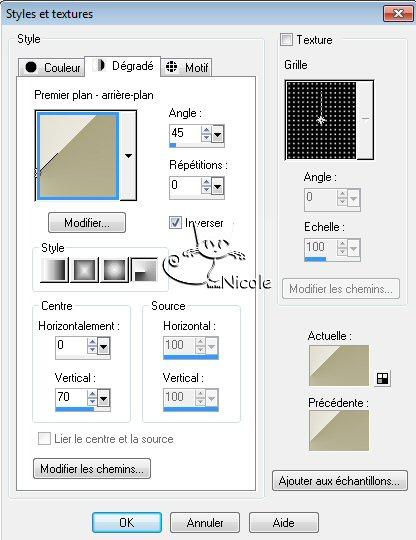 Styles et textures
Style
Couleur
Dégradé
Motif
Premier plan - arrière-plan
Angle :
45
Répétitions :
0
Modifier...
Inverser
Style
Nicole
Centre
Horizontalement :
0
Vertical :
70
Source
Horizontal :
100
Vertical :
100
Lier le centre et la source
Modifier les chemins...
Texture
Grille
Angle :
0
Echelle :
100
Modifier les chemins...
Actuelle :
Précédente :
Ajouter aux échantillons...
OK
Annuler
Aide